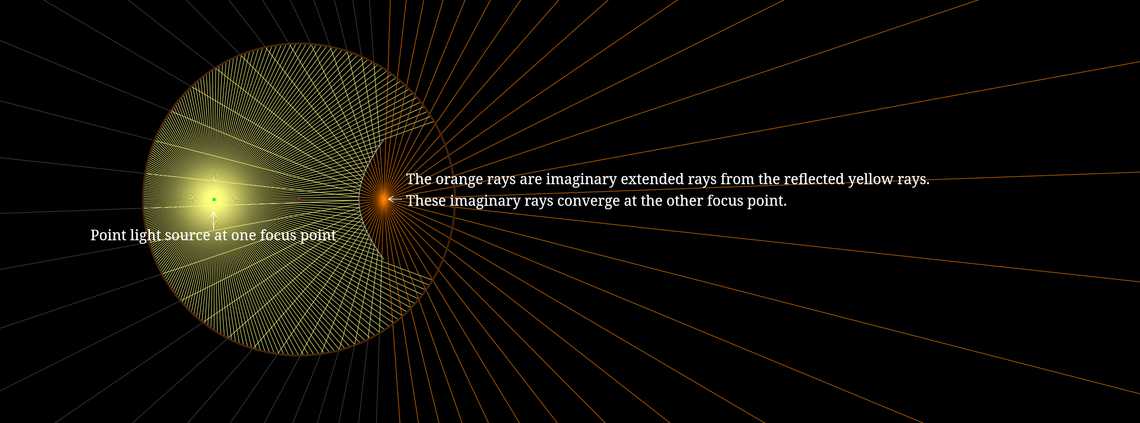 The orange rays are imaginary extended rays from the reflected yellow rays.
These imaginary rays converge at the other focus point.
Point light source at one focus point